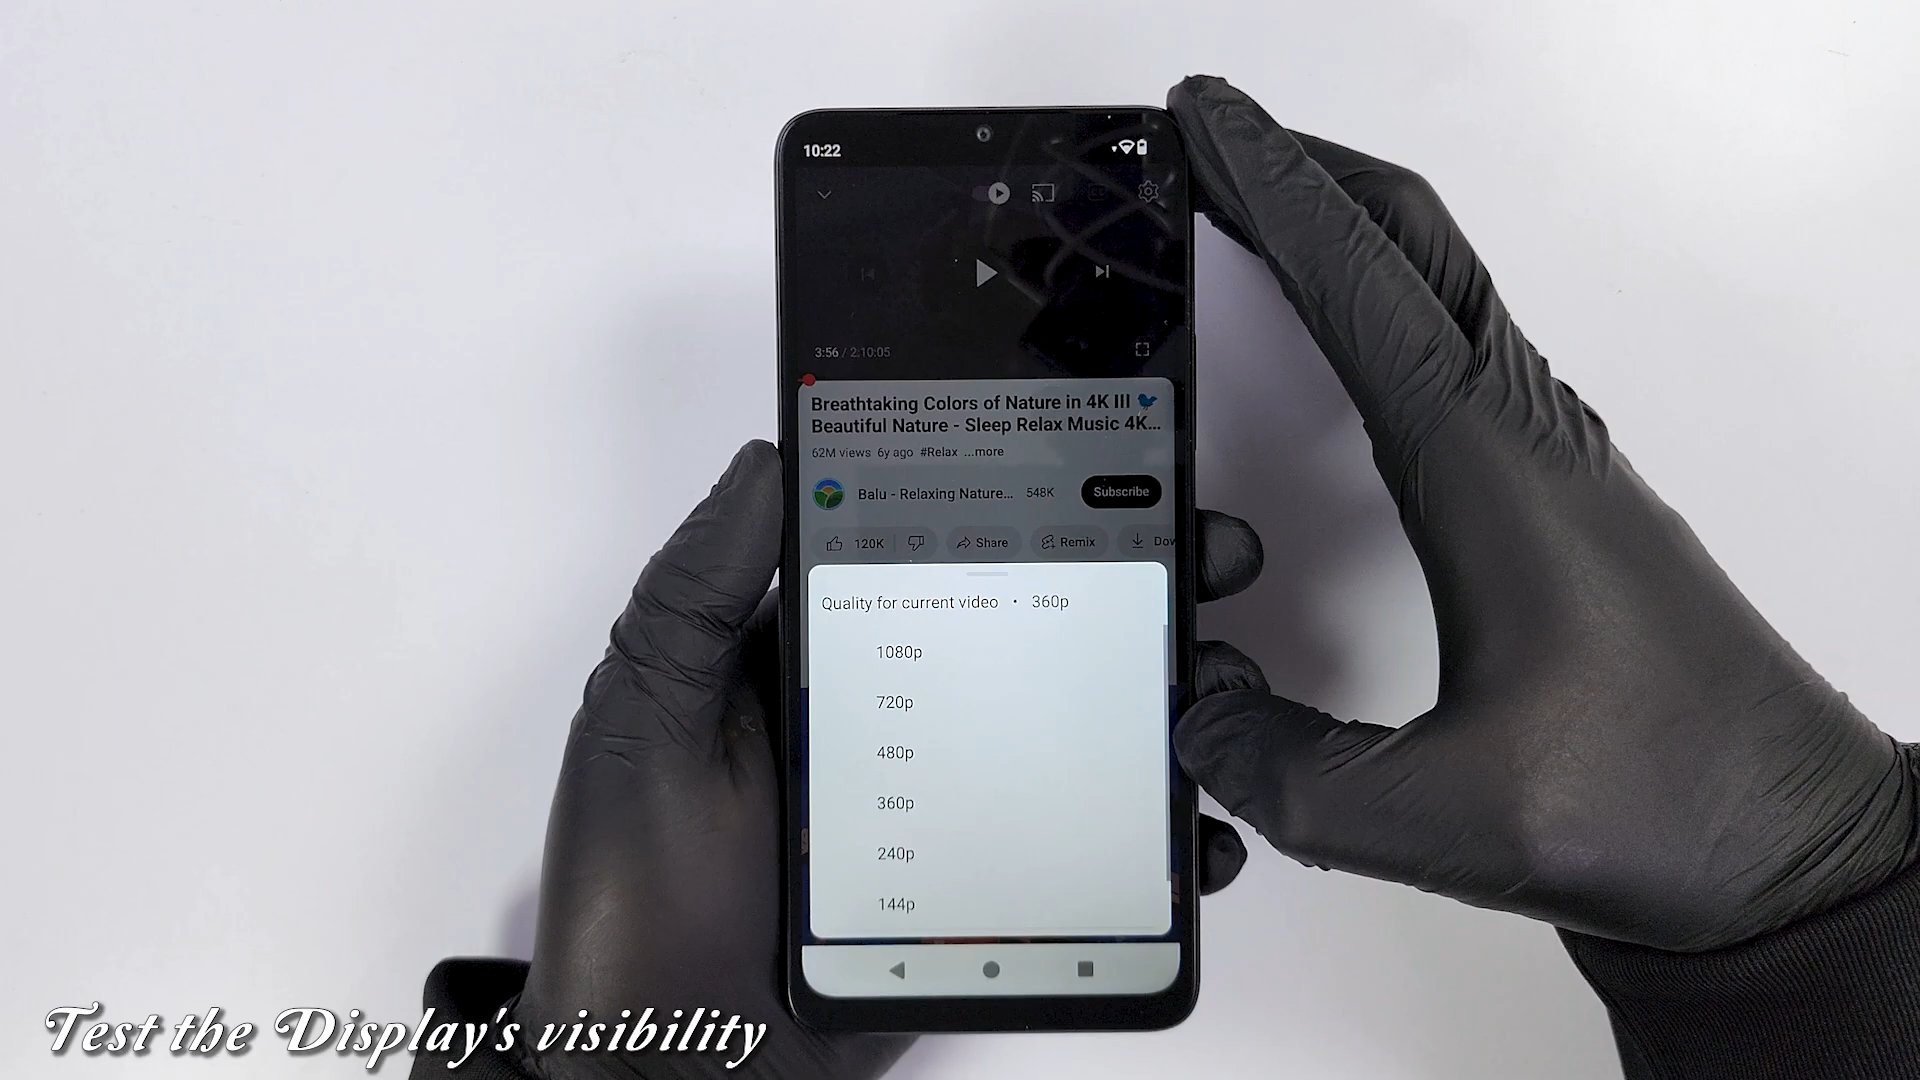 10:22
3:56 / 2:10:05
Breathtaking Colors of Nature in 4K III 🐦
Beautiful Nature - Sleep Relax Music 4K...
62M views 6y ago #Relax ...more
Balu - Relaxing Nature... 548K Subscribe
120K Share Remix Dow
Quality for current video • 360p
1080p
720p
480p
360p
240p
144p
Test the Display's visibility